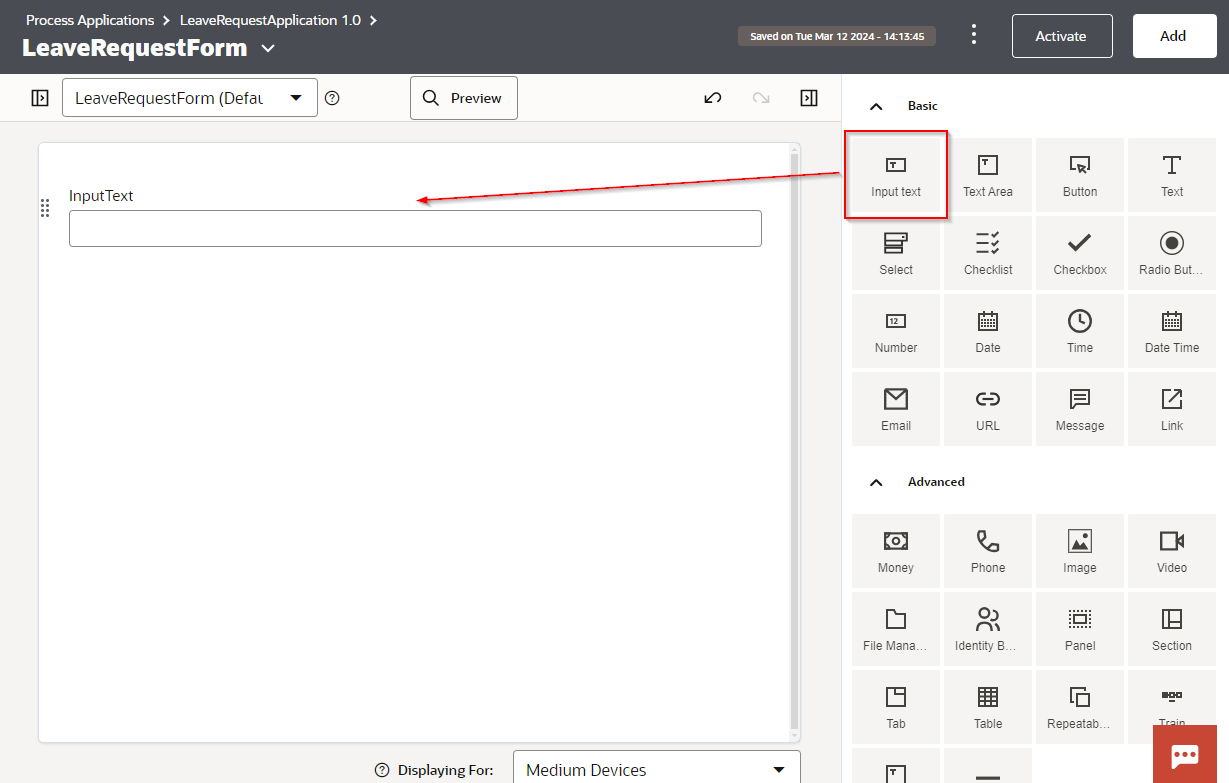 Process Applications > LeaveRequestApplication 1.0 >
LeaveRequestForm
Saved on Tue Mar 12 2024 - 14:13:45
Activate
Add
LeaveRequestForm (Defau
Preview
InputText
Displaying For:
Medium Devices
Basic
Input text
Text Area
Button
Text
Select
Checklist
Checkbox
Radio But...
Number
Date
Time
Date Time
Email
URL
Message
Link
Advanced
Money
Phone
Image
Video
File Mana...
Identity B...
Panel
Section
Tab
Table
Repeatab...
Train